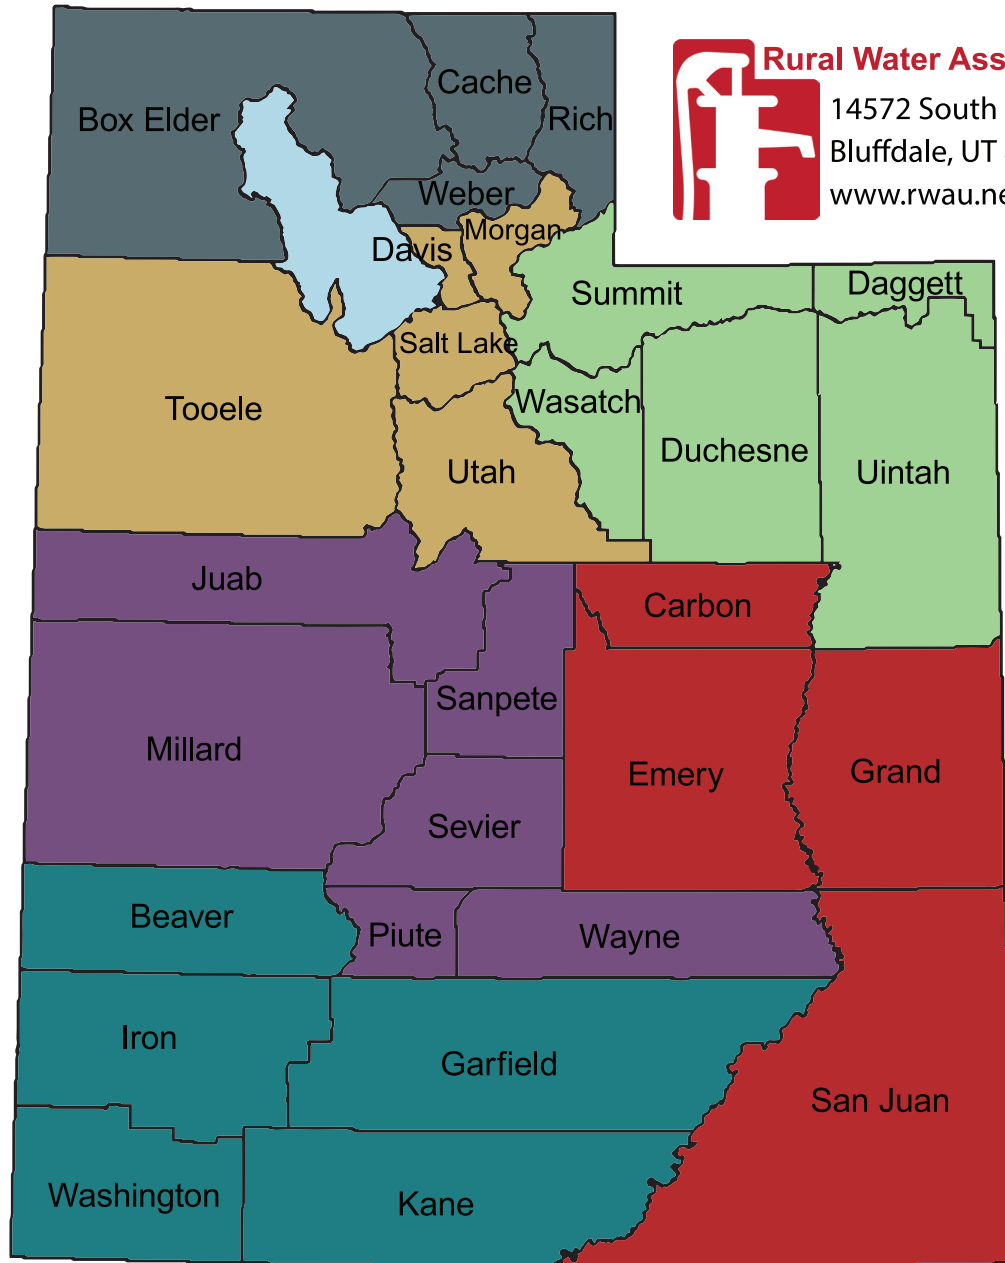 Cache
Box Elder
Rich
Rural Water Ass
14572 South
Bluffdale, UT
www.rwau.ne
Weber
Morgan
Davis
Summit
Daggett
Salt Lake
Tooele
Wasatch
Duchesne
Utah
Uintah
Juab
Carbon
Sanpete
Millard
Emery
Grand
Sevier
Beaver
Piute
Wayne
Iron
Garfield
San Juan
Washington
Kane